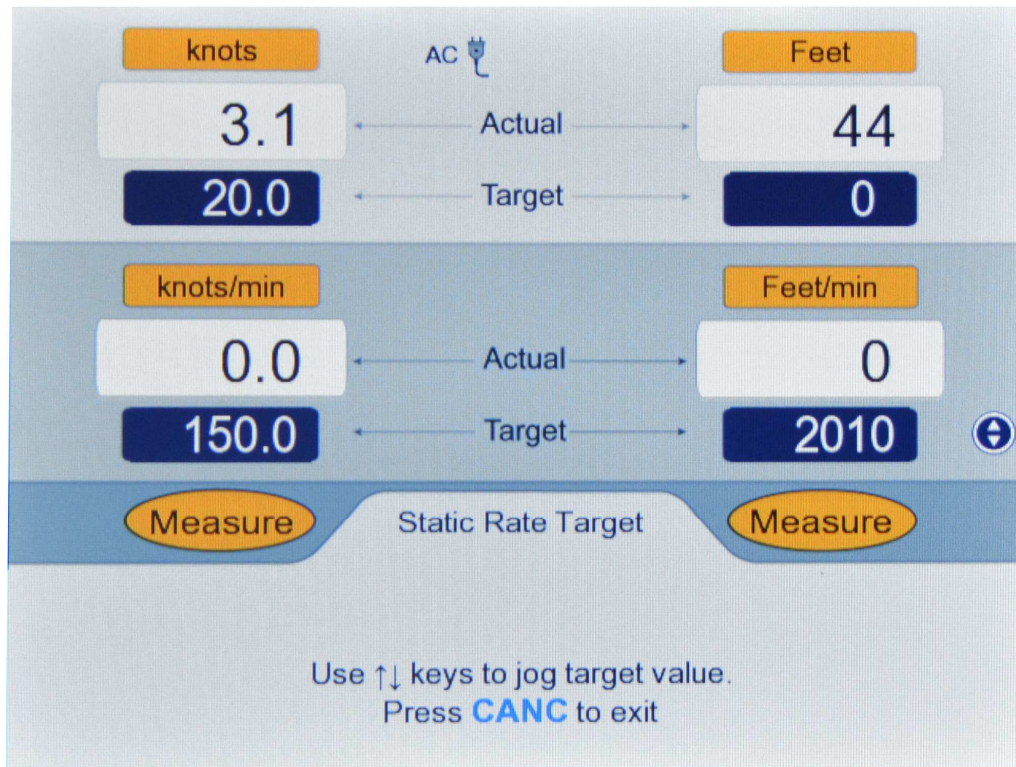 knots AC Feet
3.1 Actual 44
20.0 Target 0
knots/min Feet/min
0.0 Actual 0
150.0 Target 2010
Measure Static Rate Target Measure
Use ↑↓ keys to jog target value.
Press CANC to exit